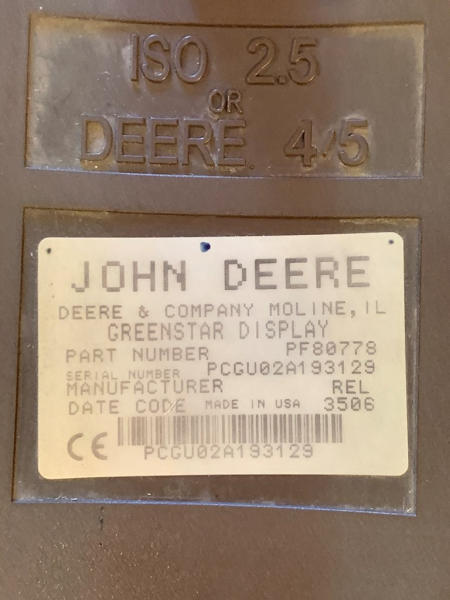 ISO 2.5
OR
DEERE 4/5
JOHN DEERE
DEERE & COMPANY MOLINE, IL
GREENSTAR DISPLAY
PART NUMBER PF80778
SERIAL NUMBER PCGU02A193129
MANUFACTURER REL
DATE CODE MADE IN USA 3506
CE
PCGU02A193129